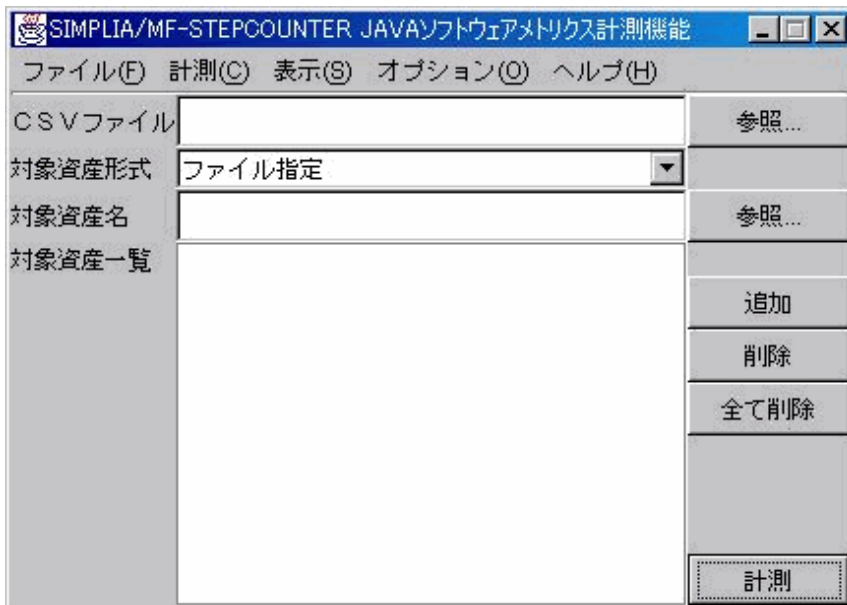 SIMPLIA/MF-STEPCOUNTER JAVAソフトウェアメトリクス計測機能
ファイル(F) 計測(C) 表示(S) オプション(O) ヘルプ(H)
ＣＳＶファイル 参照...
対象資産形式 ファイル指定
対象資産名 参照...
対象資産一覧
追加
削除
全て削除
計測